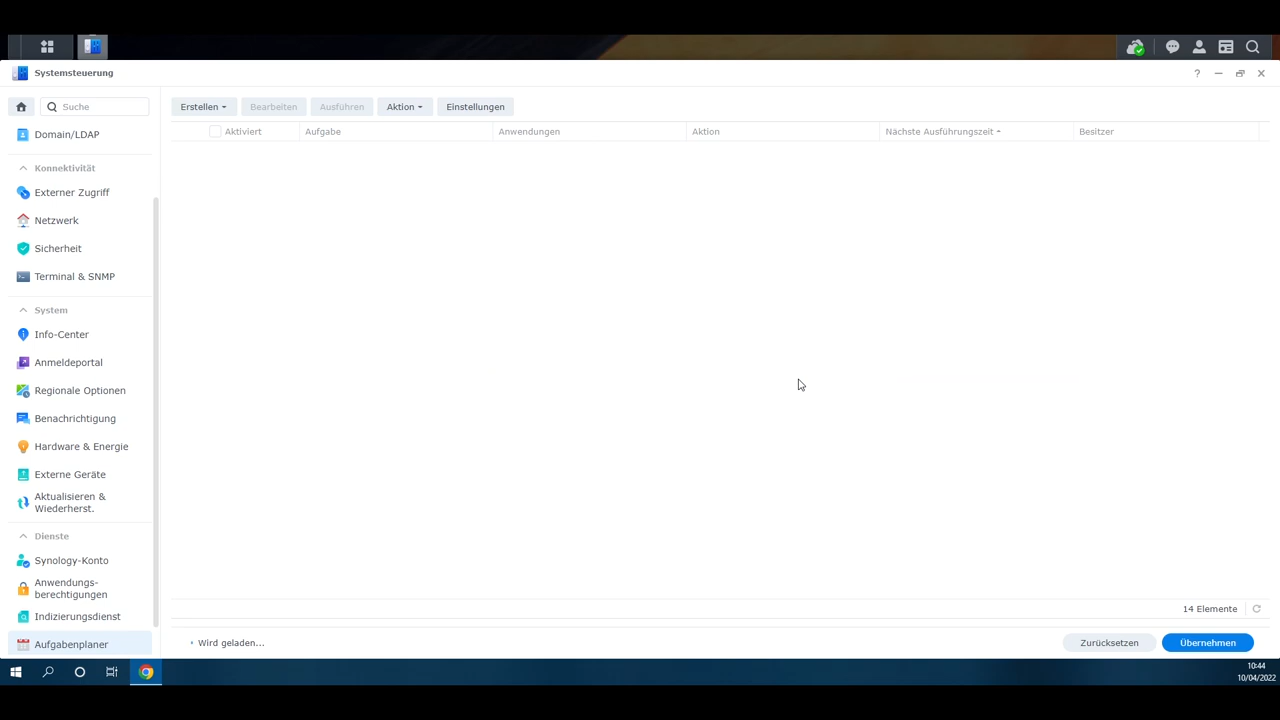 Systemsteuerung
Suche
Erstellen
Bearbeiten
Ausführen
Aktion
Einstellungen
Aktiviert
Aufgabe
Anwendungen
Aktion
Nächste Ausführungszeit
Besitzer
Domain/LDAP
Konnektivität
Externer Zugriff
Netzwerk
Sicherheit
Terminal & SNMP
System
Info-Center
Anmeldeportal
Regionale Optionen
Benachrichtigung
Hardware & Energie
Externe Geräte
Aktualisieren &
Wiederherst.
Dienste
Synology-Konto
Anwendungs-
berechtigungen
Indizierungsdienst
Aufgabenplaner
14 Elemente
Wird geladen...
Zurücksetzen
Übernehmen
10:44
10/04/2022